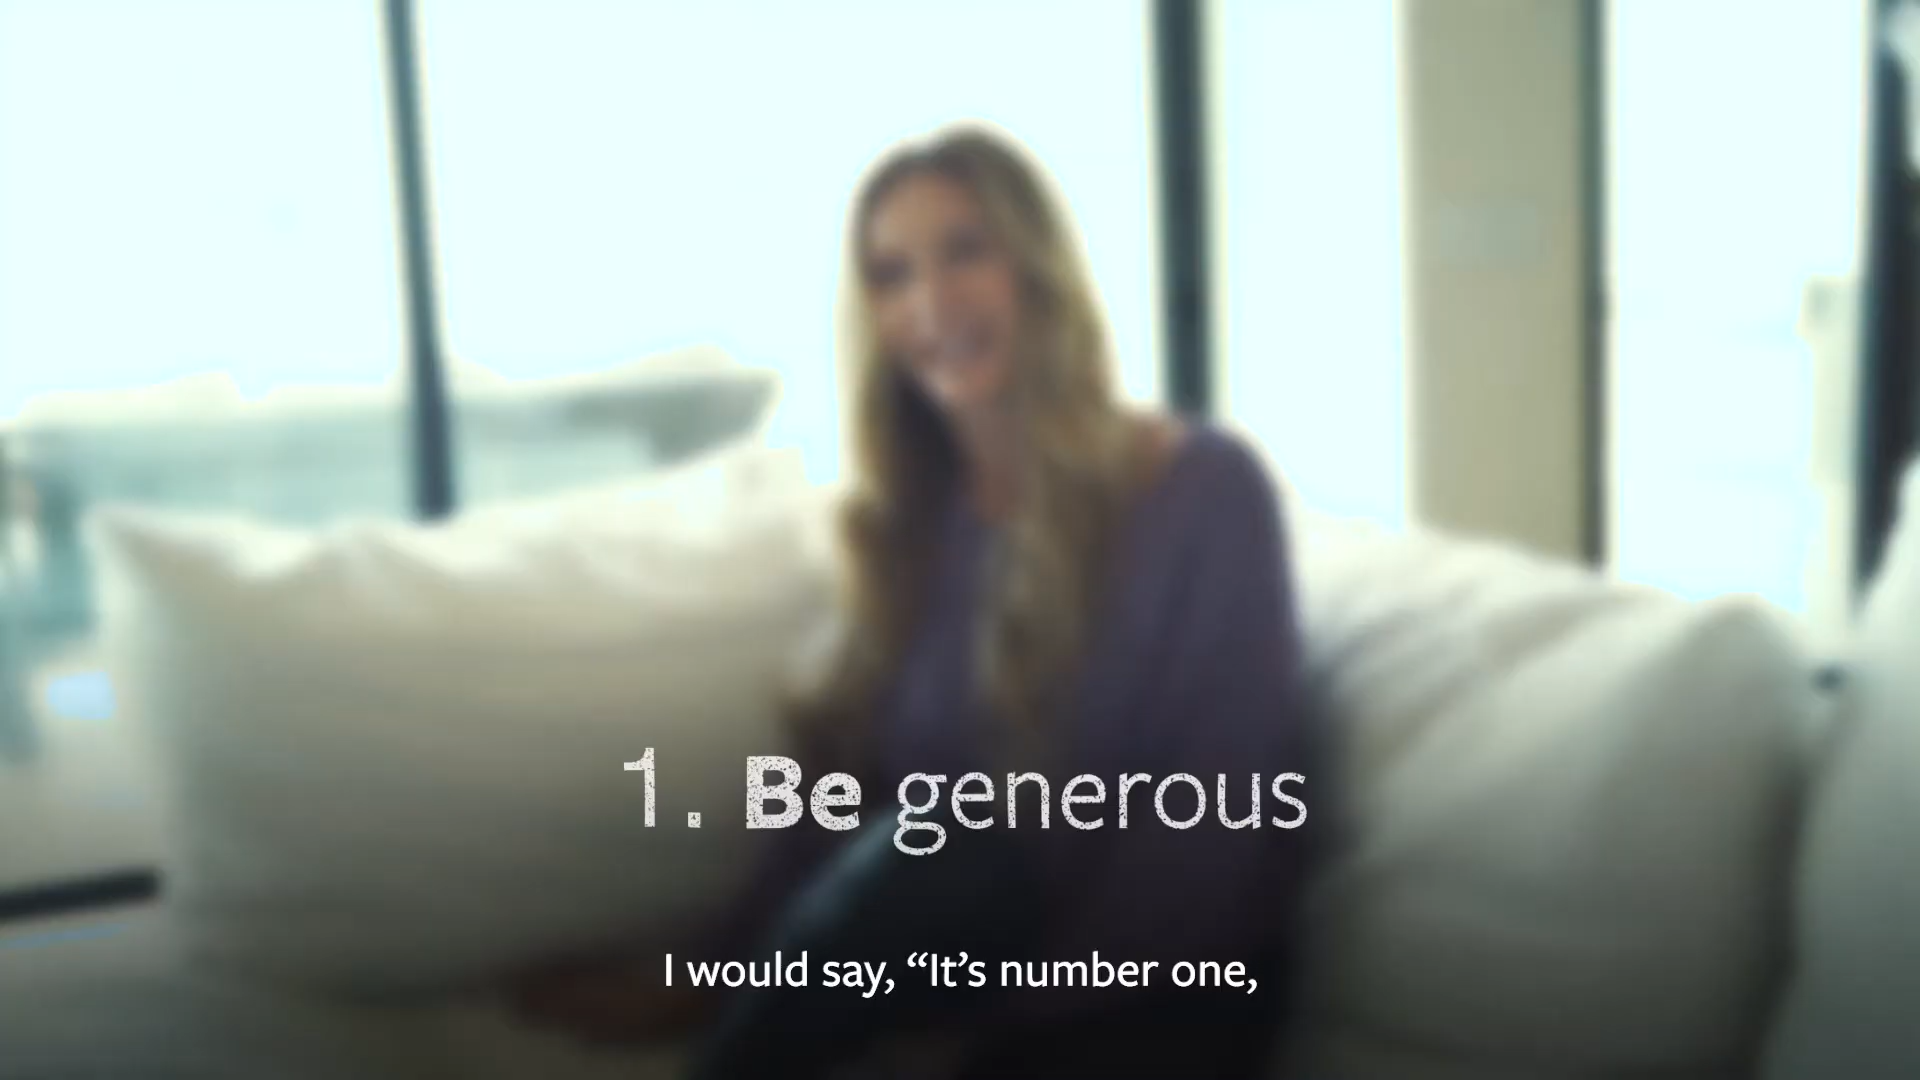 1. Be generous
I would say, “It’s number one,